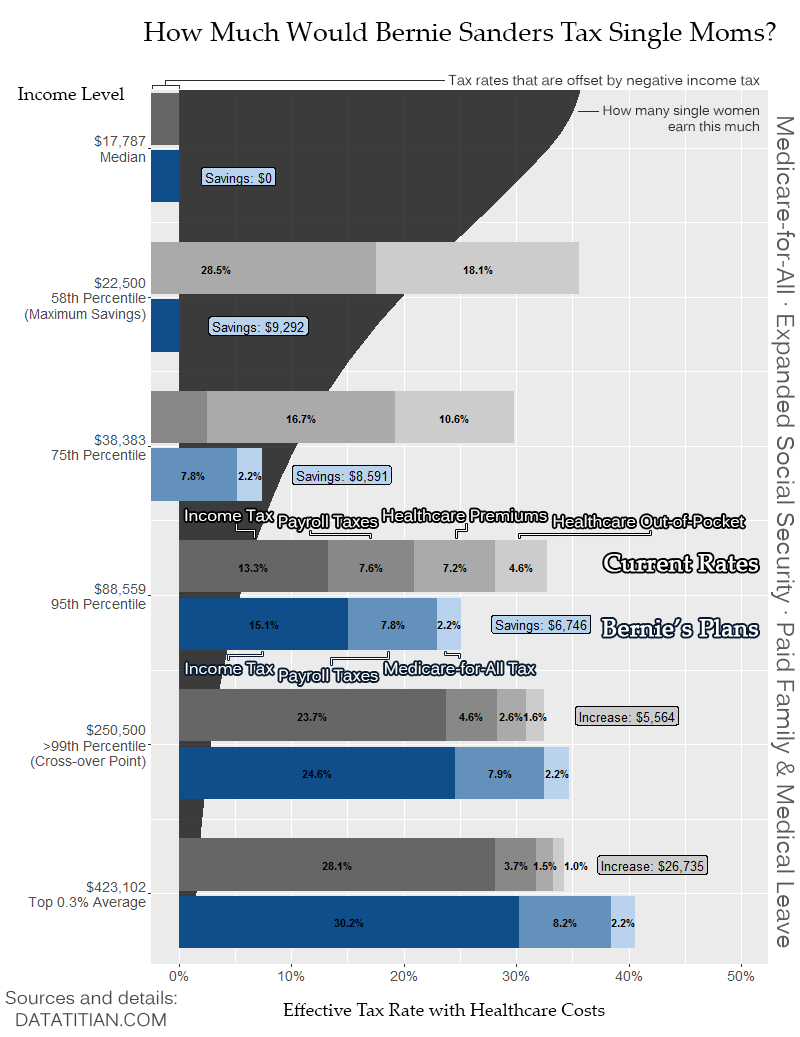 How Much Would Bernie Sanders Tax Single Moms?
Tax rates that are offset by negative income tax
Income Level
How many single women
earn this much
$17,787
Median
Savings: $0
28.5% 18.1%
$22,500
58th Percentile
(Maximum Savings)
Savings: $9,292
16.7% 10.6%
$38,383
75th Percentile
7.8% 2.2% Savings: $8,591
Income Tax Payroll Taxes Healthcare Premiums Healthcare Out-of-Pocket
13.3% 7.6% 7.2% 4.6% Current Rates
$88,559
95th Percentile
15.1% 7.8% 2.2% Savings: $6,746 Bernie's Plans
Income Tax Payroll Taxes Medicare-for-All Tax
23.7% 4.6% 2.6% 1.6% Increase: $5,564
$250,500
>99th Percentile
(Cross-over Point)
24.6% 7.9% 2.2%
28.1% 3.7% 1.5% 1.0% Increase: $26,735
$423,102
Top 0.3% Average
30.2% 8.2% 2.2%
0% 10% 20% 30% 40% 50%
Effective Tax Rate with Healthcare Costs
Medicare-for-All · Expanded Social Security · Paid Family & Medical Leave
Sources and details:
DATATITIAN.COM